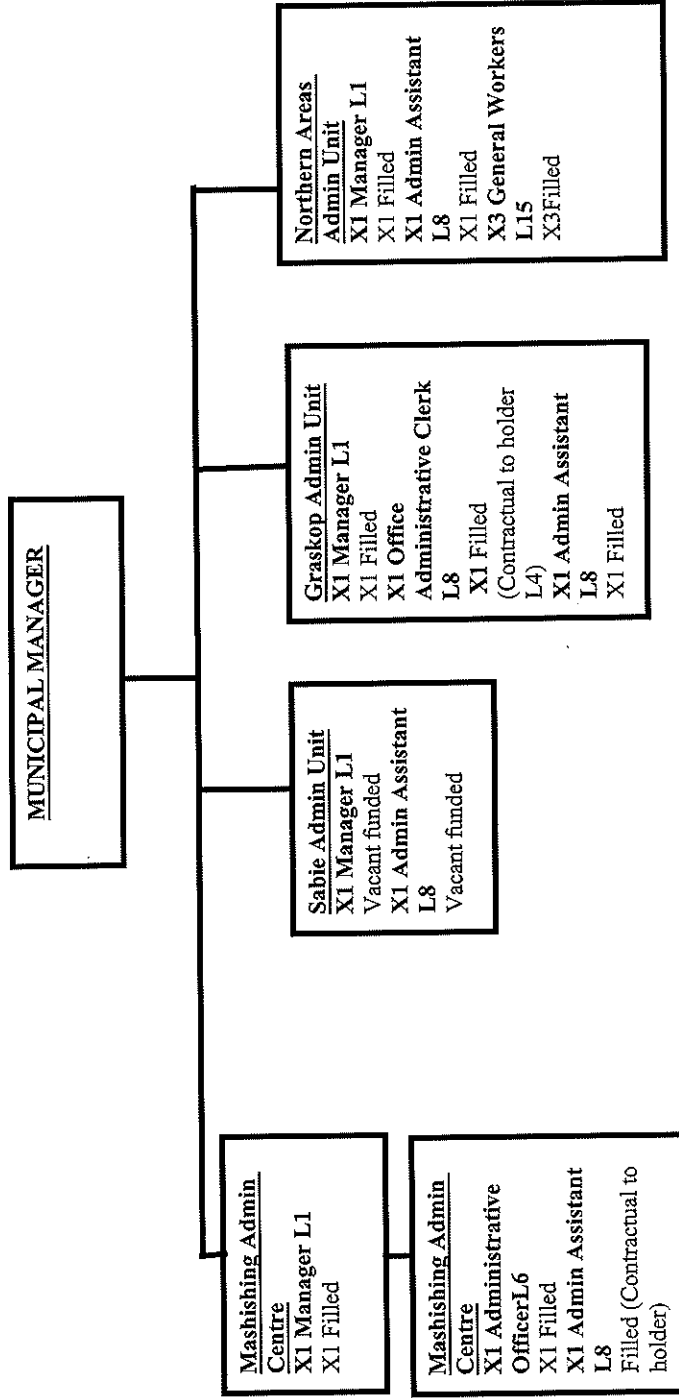 MUNICIPAL MANAGER
Mashishing Admin
Centre
X1 Manager L1
X1 Filled
Mashishing Admin
Centre
X1 Administrative
OfficerL6
X1 Filled
X1 Admin Assistant
L8
Filled (Contractual to
holder)
Sabie Admin Unit
X1 Manager L1
Vacant funded
X1 Admin Assistant
L8
Vacant funded
Graskop Admin Unit
X1 Manager L1
X1 Filled
X1 Office
Administrative Clerk
L8
X1 Filled
(Contractual to holder
L4)
X1 Admin Assistant
L8
X1 Filled
Northern Areas
Admin Unit
X1 Manager L1
X1 Filled
X1 Admin Assistant
L8
X1 Filled
X3 General Workers
L15
X3Filled